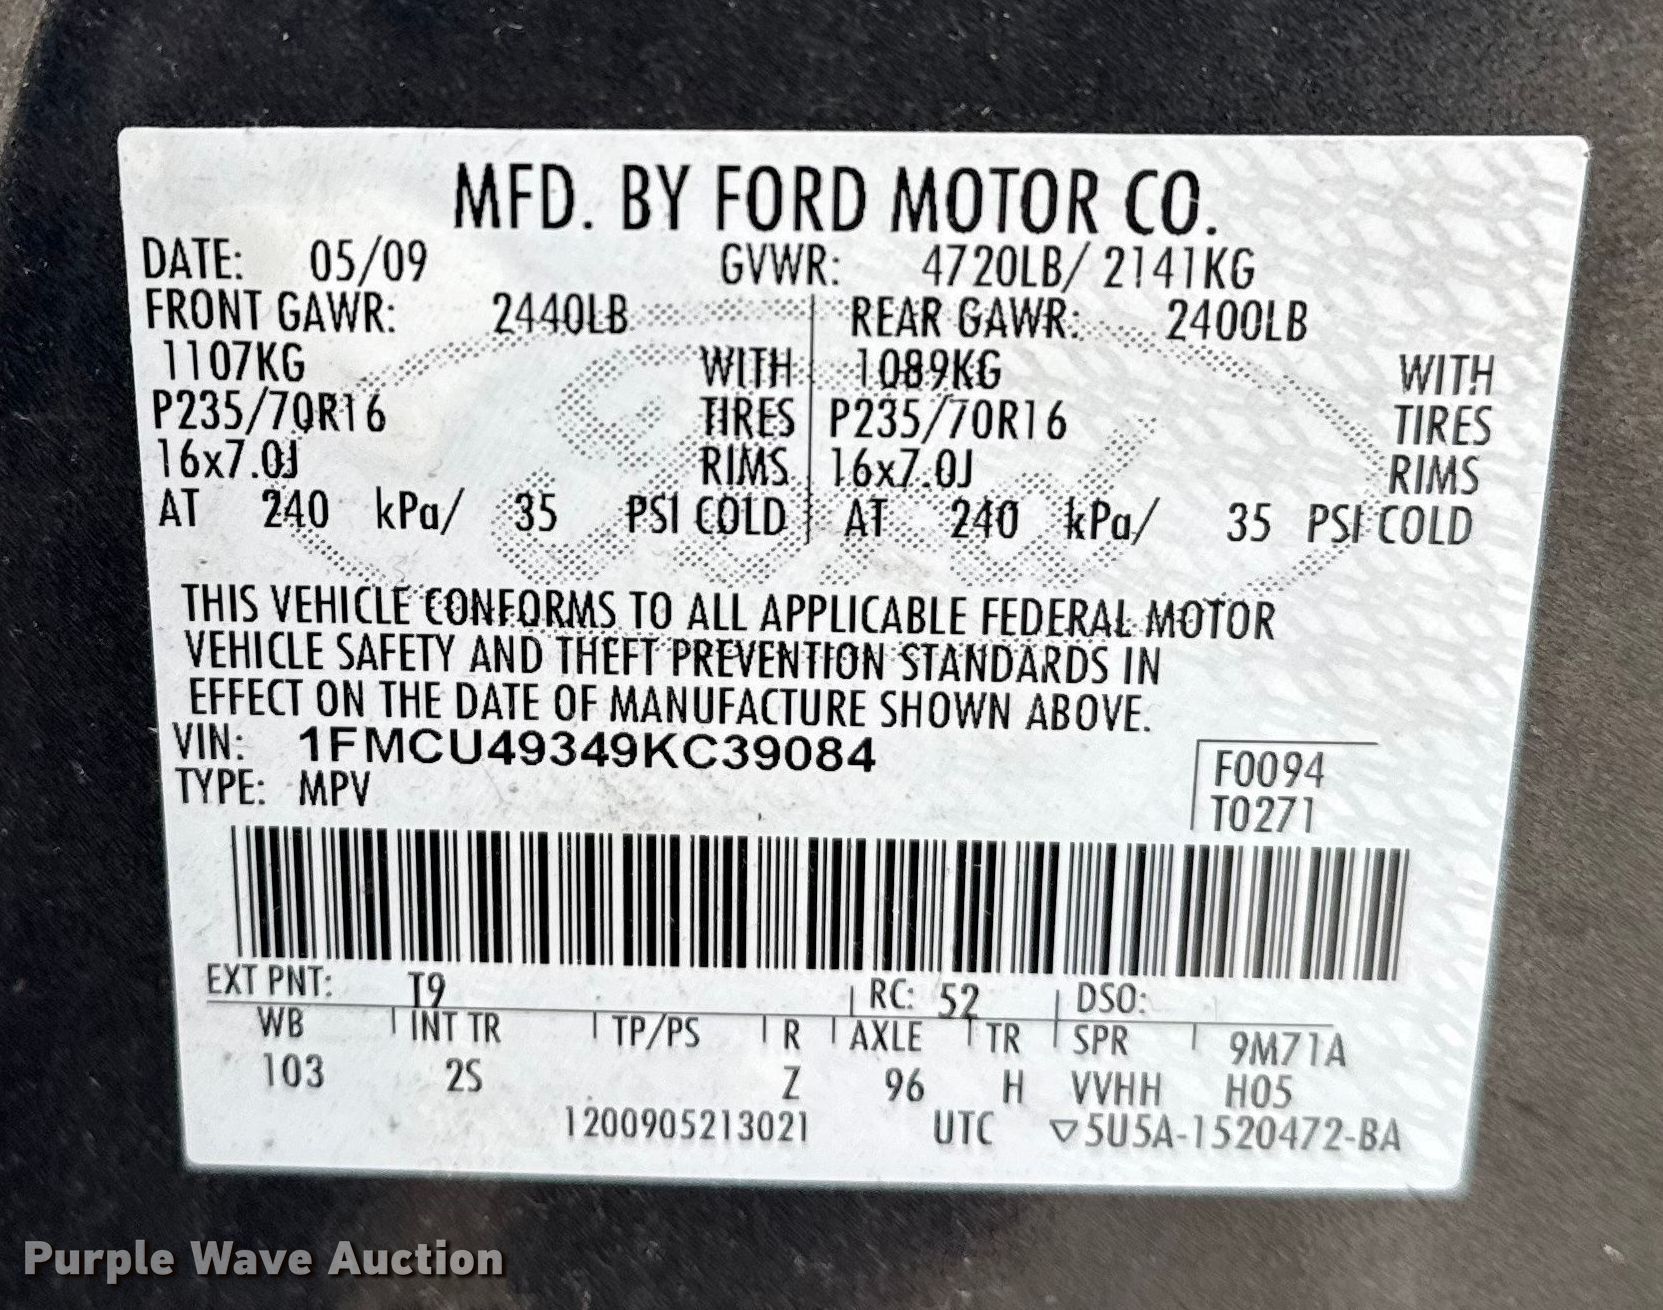 MFD. BY FORD MOTOR CO.
DATE: 05/09 GVWR: 4720LB/ 2141KG
FRONT GAWR: 2440LB REAR GAWR: 2400LB
1107KG WITH 1089KG WITH
P235/70R16 TIRES P235/70R16 TIRES
16x7.0J RIMS 16x7.0J RIMS
AT 240 kPa/ 35 PSI COLD AT 240 kPa/ 35 PSI COLD
THIS VEHICLE CONFORMS TO ALL APPLICABLE FEDERAL MOTOR
VEHICLE SAFETY AND THEFT PREVENTION STANDARDS IN
EFFECT ON THE DATE OF MANUFACTURE SHOWN ABOVE.
VIN: 1FMCU49349KC39084
TYPE: MPV
F0094
T0271
EXT PNT: T9 RC: 52 DSO:
WB INT TR TP/PS R AXLE TR SPR 9M71A
103 2S Z 96 H VVHH H05
1200905213021 UTC ▽5U5A-1520472-BA
Purple Wave Auction